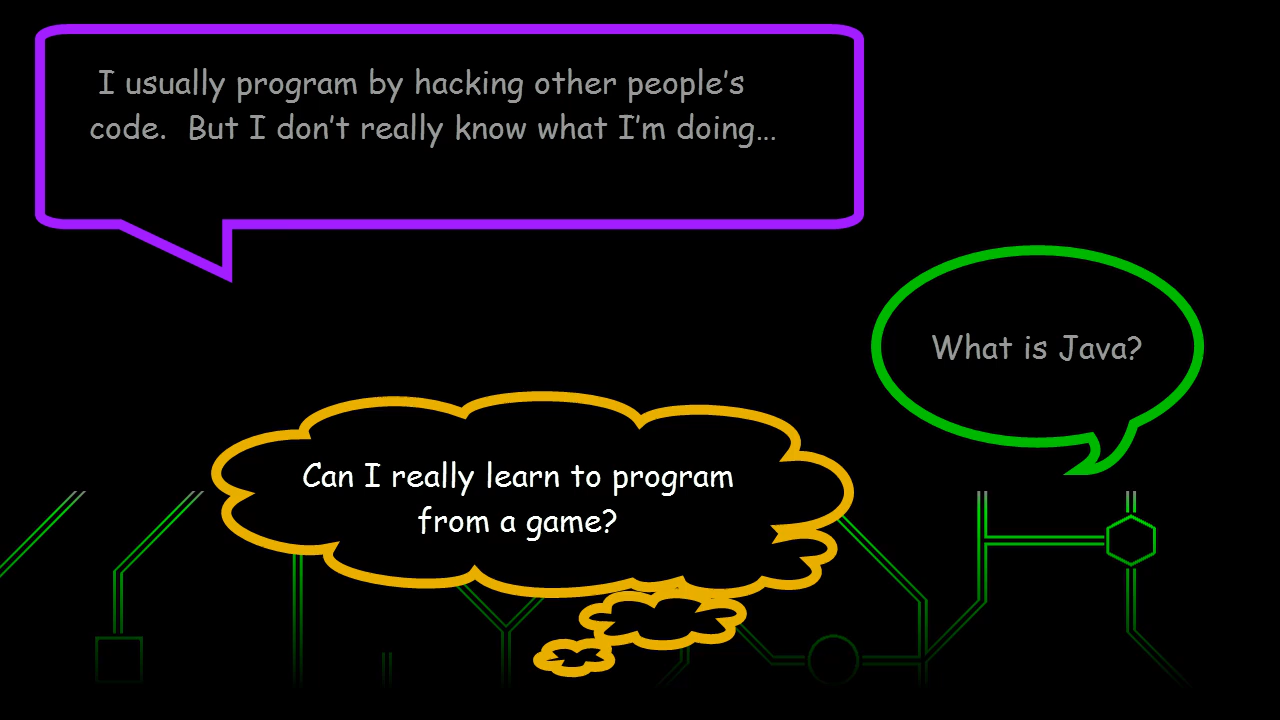 I usually program by hacking other people’s
code.  But I don’t really know what I’m doing…
What is Java?
Can I really learn to program
from a game?